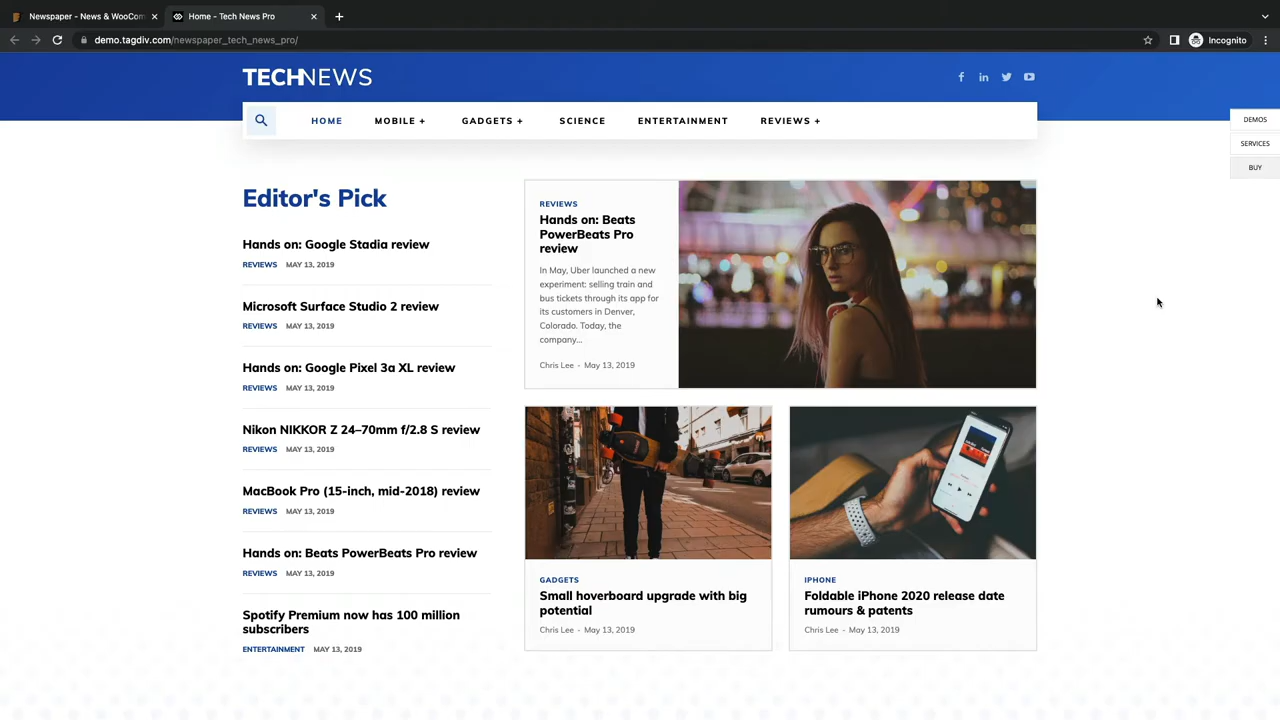 Newspaper - News & WooCom
Home - Tech News Pro
demo.tagdiv.com/newspaper_tech_news_pro/
Incognito
TECHNEWS
HOME
MOBILE +
GADGETS +
SCIENCE
ENTERTAINMENT
REVIEWS +
DEMOS
SERVICES
BUY
Editor's Pick
Hands on: Google Stadia review
REVIEWS MAY 13, 2019
Microsoft Surface Studio 2 review
REVIEWS MAY 13, 2019
Hands on: Google Pixel 3a XL review
REVIEWS MAY 13, 2019
Nikon NIKKOR Z 24–70mm f/2.8 S review
REVIEWS MAY 13, 2019
MacBook Pro (15-inch, mid-2018) review
REVIEWS MAY 13, 2019
Hands on: Beats PowerBeats Pro review
REVIEWS MAY 13, 2019
Spotify Premium now has 100 million
subscribers
ENTERTAINMENT MAY 13, 2019
REVIEWS
Hands on: Beats
PowerBeats Pro
review
In May, Uber launched a new
experiment: selling train and
bus tickets through its app for
its customers in Denver,
Colorado. Today, the
company...
Chris Lee - May 13, 2019
GADGETS
Small hoverboard upgrade with big
potential
Chris Lee - May 13, 2019
IPHONE
Foldable iPhone 2020 release date
rumours & patents
Chris Lee - May 13, 2019